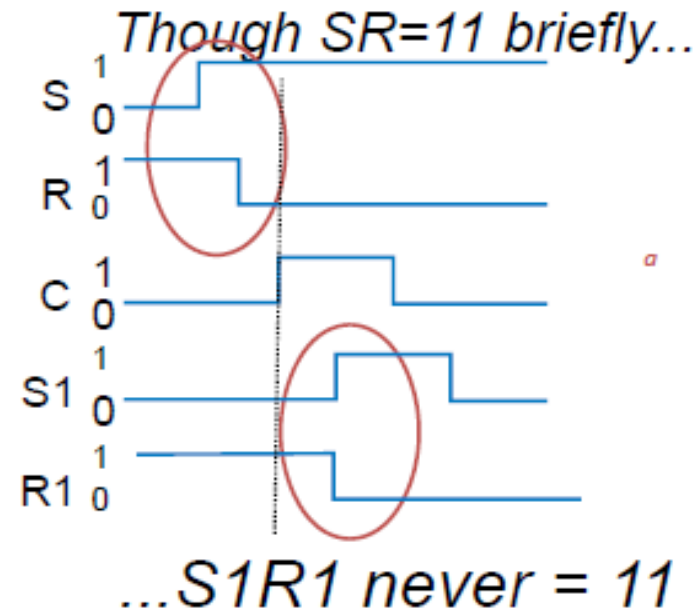 Though SR=11 briefly...
S 1
0
R 1
0
C 1
0
a
S1 1
0
R1 1
0
...S1R1 never = 11